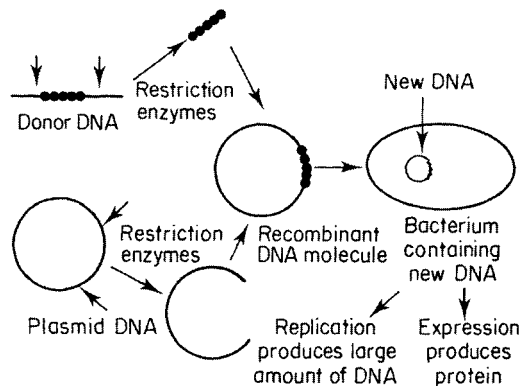 Restriction
enzymes
Donor DNA
New DNA
Restriction
enzymes
Plasmid DNA
Recombinant
DNA molecule
Bacterium
containing
new DNA
Replication
produces large
amount of DNA
Expression
produces
protein